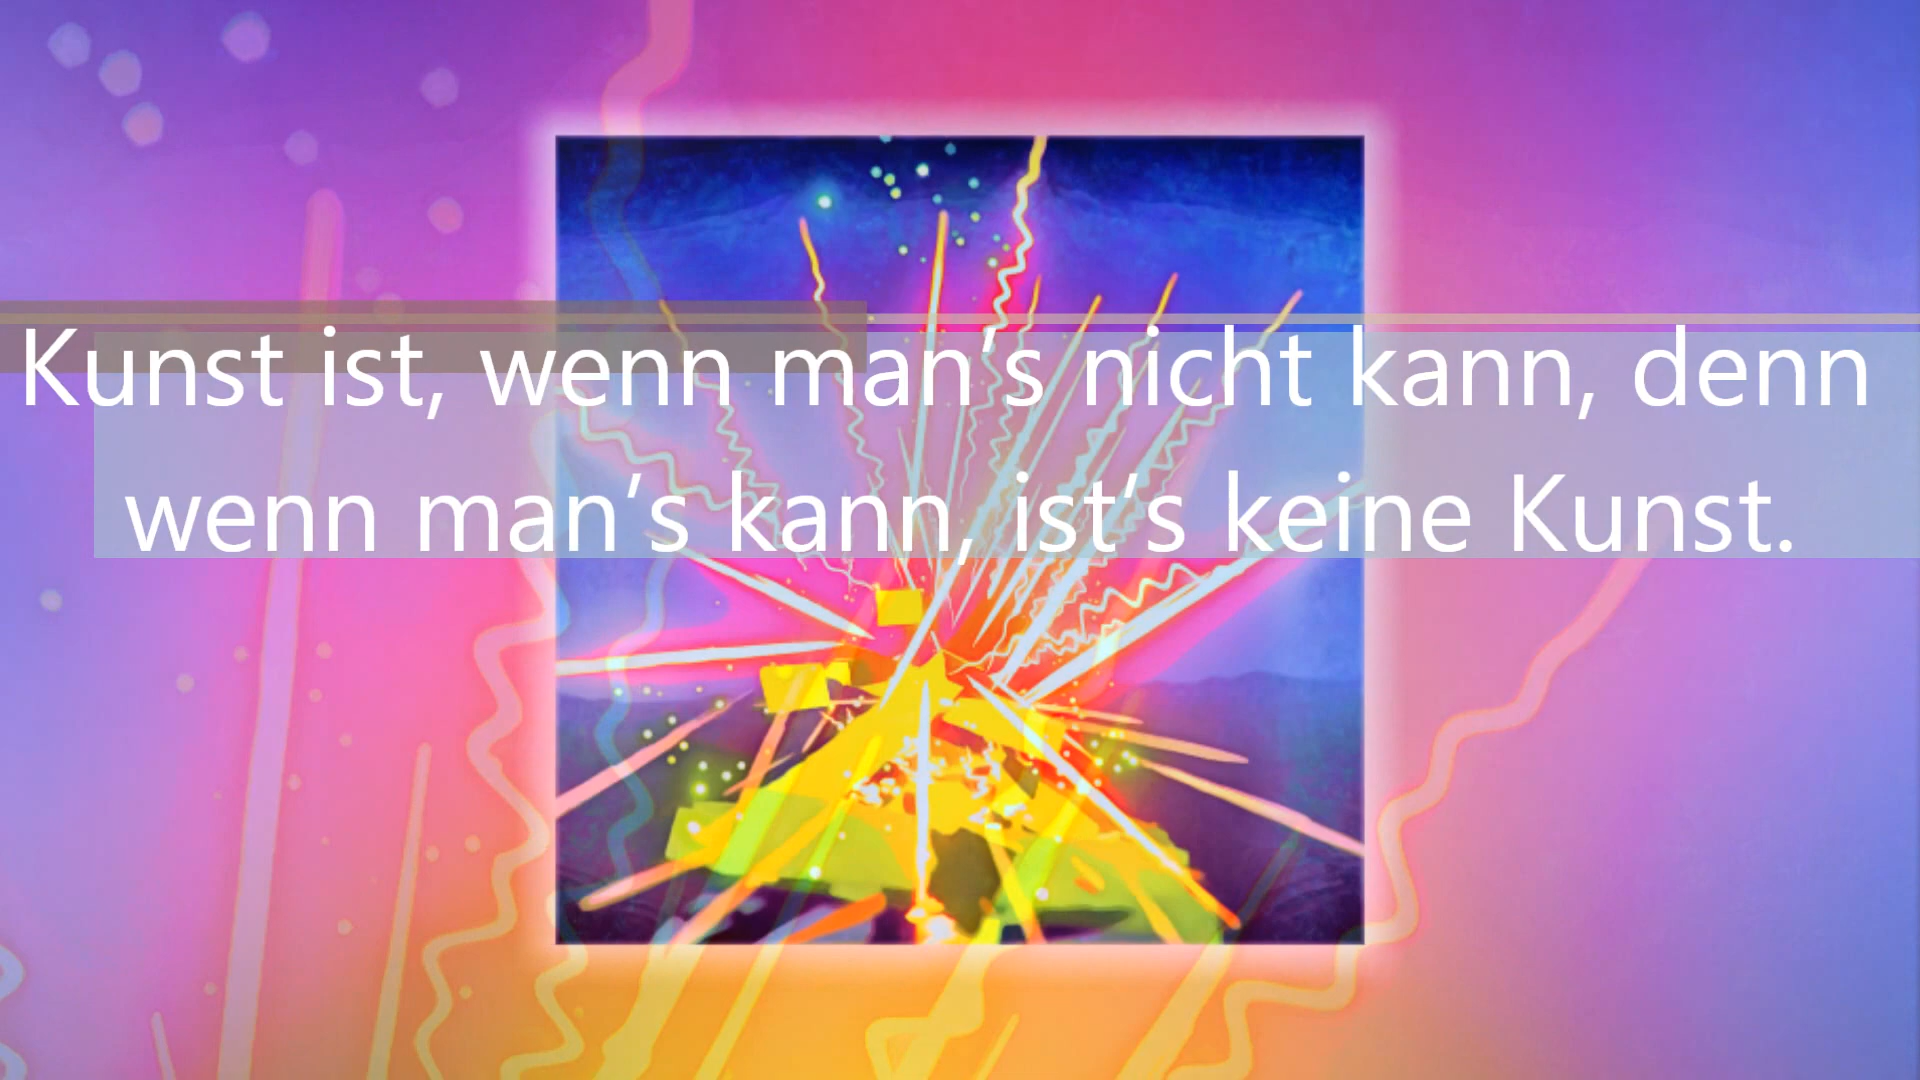 Kunst ist, wenn man’s nicht kann, denn
wenn man’s kann, ist‘s keine Kunst.